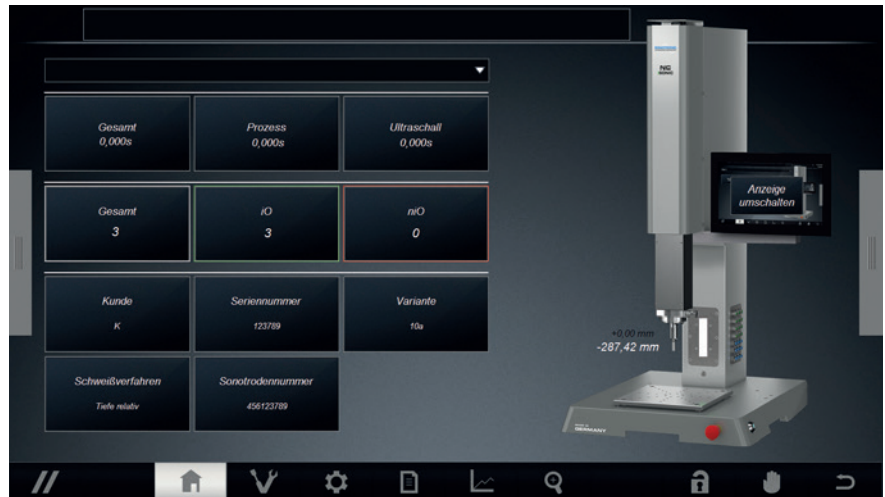 Gesamt
0,000s
Prozess
0,000s
Ultraschall
0,000s
Gesamt
3
iO
3
niO
0
Kunde
K
Seriennummer
123789
Variante
10a
Schweißverfahren
Tiefe relativ
Sonotrodennummer
456123789
NC
Anzeige
umschalten
+0,00 mm
-287,42 mm
GERMANY